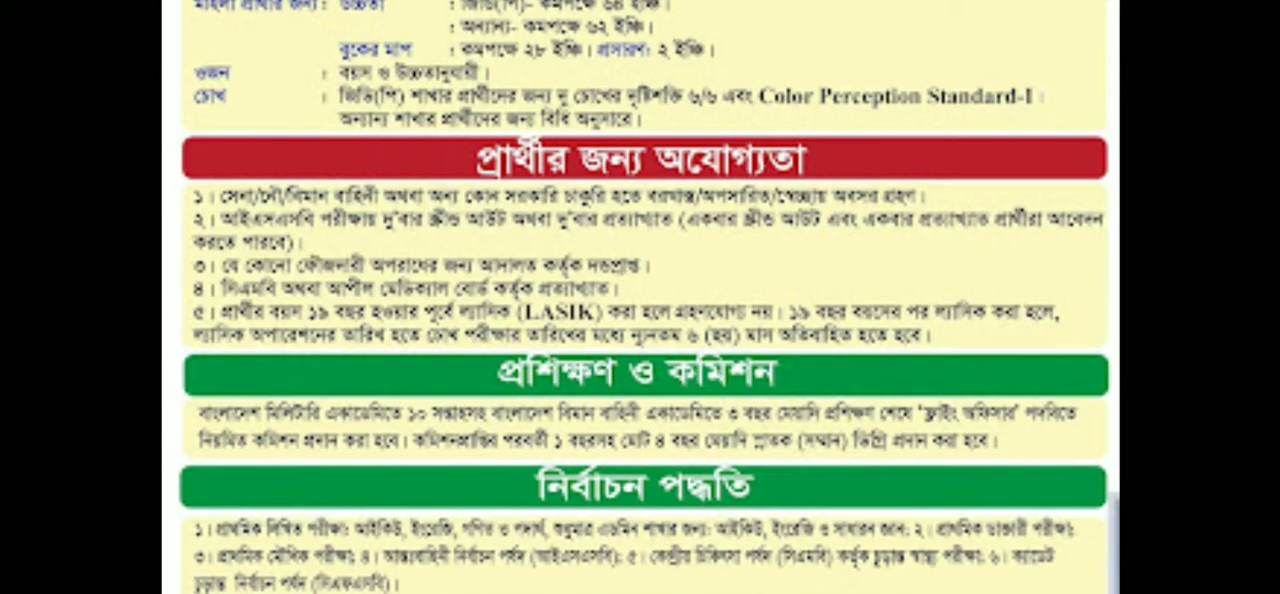 মহিলা প্রার্থীর জন্য : উচ্চতা : জিডি(পি)- কমপক্ষে ৬৪ ইঞ্চি।
: অন্যান্য- কমপক্ষে ৬২ ইঞ্চি।
বুকের মাপ : কমপক্ষে ২৮ ইঞ্চি। প্রসারণ: ২ ইঞ্চি।
ওজন : বয়স ও উচ্চতানুযায়ী।
চোখ : জিডি(পি) শাখার প্রার্থীদের জন্য দু চোখের দৃষ্টিশক্তি ৬/৬ এবং Color Perception Standard-I।
অন্যান্য শাখার প্রার্থীদের জন্য বিধি অনুসারে।
প্রার্থীর জন্য অযোগ্যতা
১। সেনা/নৌ/বিমান বাহিনী অথবা অন্য কোন সরকারি চাকুরি হতে বরখাস্ত/অপসারিত/স্বেচ্ছায় অবসর গ্রহণ।
২। আইএসএসবি পরীক্ষায় দু'বার স্ক্রীন্ড আউট অথবা দু'বার প্রত্যাখ্যাত (একবার স্ক্রীন্ড আউট এবং একবার প্রত্যাখ্যাত প্রার্থীরা আবেদন
করতে পারবে)।
৩। যে কোনো ফৌজদারী অপরাধের জন্য আদালত কর্তৃক দন্ডপ্রাপ্ত।
৪। সিএমবি অথবা আপীল মেডিক্যাল বোর্ড কর্তৃক প্রত্যাখ্যাত।
৫। প্রার্থীর বয়স ১৯ বছর হওয়ার পূর্বে ল্যাসিক (LASIK) করা হলে গ্রহণযোগ্য নয়। ১৯ বছর বয়সের পর ল্যাসিক করা হলে,
ল্যাসিক অপারেশনের তারিখ হতে চোখ পরীক্ষার তারিখের মধ্যে ন্যূনতম ৬ (ছয়) মাস অতিবাহিত হতে হবে।
প্রশিক্ষণ ও কমিশন
বাংলাদেশ মিলিটারি একাডেমিতে ১০ সপ্তাহসহ বাংলাদেশ বিমান বাহিনী একাডেমিতে ৩ বছর মেয়াদি প্রশিক্ষণ শেষে 'ফ্লাইং অফিসার' পদবিতে
নিয়মিত কমিশন প্রদান করা হবে। কমিশনপ্রাপ্তির পরবর্তী ১ বছরসহ মোট ৪ বছর মেয়াদি স্নাতক (সম্মান) ডিগ্রি প্রদান করা হবে।
নির্বাচন পদ্ধতি
১। প্রাথমিক লিখিত পরীক্ষা: আইকিউ, ইংরেজি, গণিত ও পদার্থ, শুধুমাত্র এডমিন শাখার জন্য: আইকিউ, ইংরেজি ও সাধারন জ্ঞান; ২। প্রাথমিক ডাক্তারী পরীক্ষা;
৩। প্রাথমিক মৌখিক পরীক্ষা; ৪। আন্তঃবাহিনী নির্বাচন পর্ষদ (আইএসএসবি); ৫। কেন্দ্রীয় চিকিৎসা পর্ষদ (সিএমবি) কর্তৃক চূড়ান্ত স্বাস্থ্য পরীক্ষা; ৬। ক্যাডেট
চূড়ান্ত নির্বাচন পর্ষদ (সিএফএসবি)।